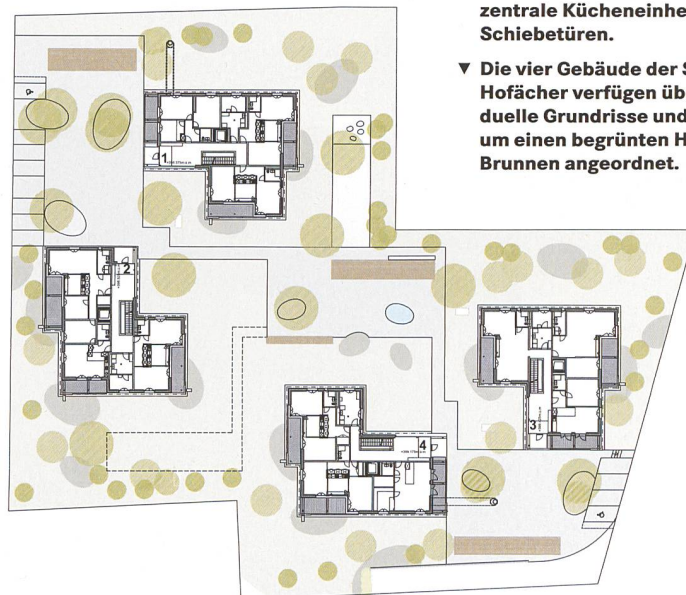 zentrale Kücheneinhe
Schiebetüren.
▼ Die vier Gebäude der S
Hofächer verfügen üb
duelle Grundrisse und
um einen begrünten H
Brunnen angeordnet.
1
2
3
4
P
P